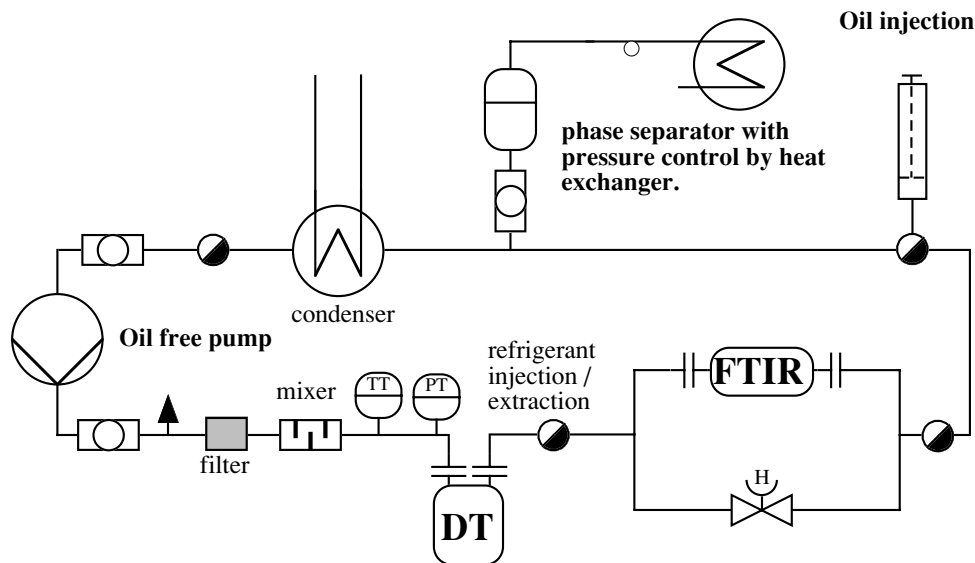 Oil injection
phase separator with
pressure control by heat
exchanger.
condenser
Oil free pump
refrigerant
injection /
extraction
FTIR
mixer
TT
PT
filter
H
DT